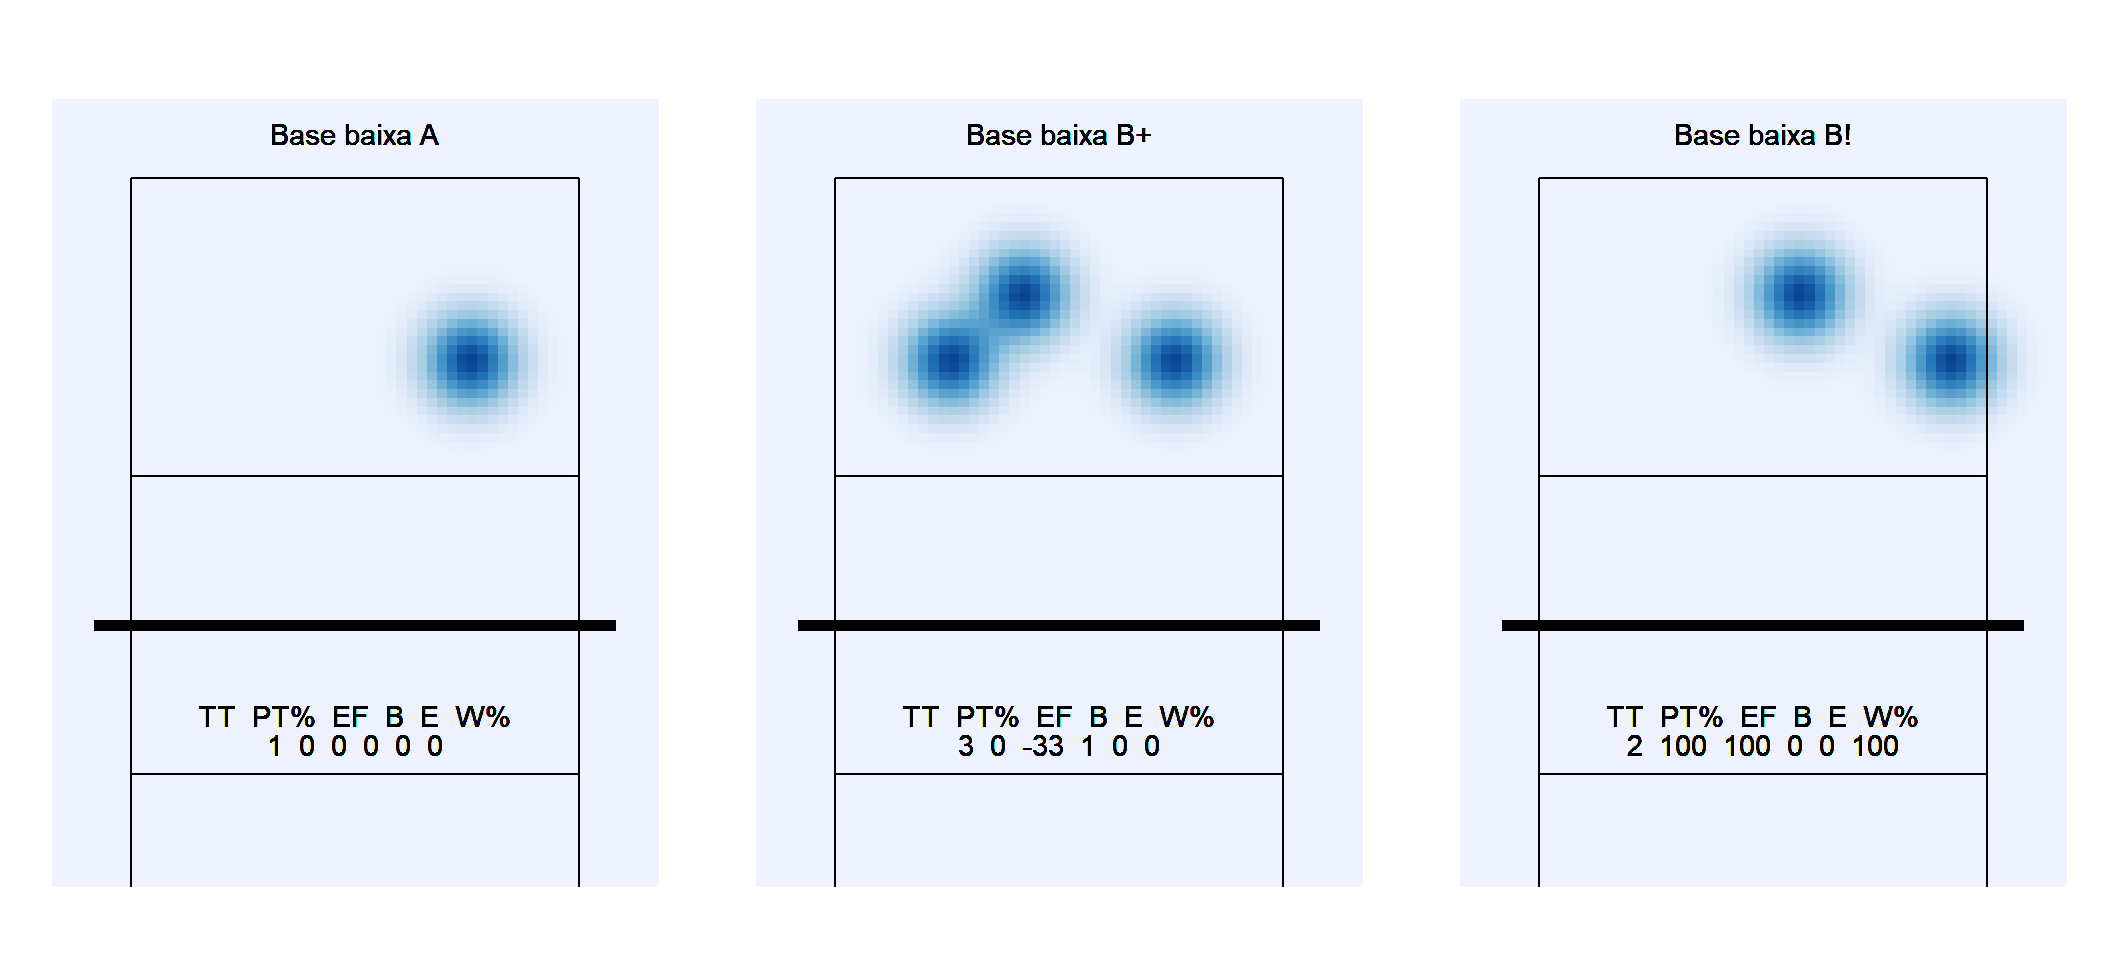 Base baixa A
TT PT% EF B E W%
1 0 0 0 0 0
Base baixa B+
TT PT% EF B E W%
3 0 -33 1 0 0
Base baixa B!
TT PT% EF B E W%
2 100 100 0 0 100